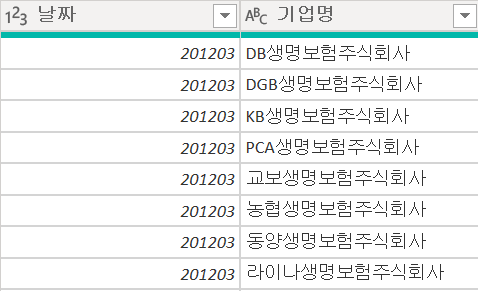 123 날짜 ABC 기업명
201203 DB생명보험주식회사
201203 DGB생명보험주식회사
201203 KB생명보험주식회사
201203 PCA생명보험주식회사
201203 교보생명보험주식회사
201203 농협생명보험주식회사
201203 동양생명보험주식회사
201203 라이나생명보험주식회사